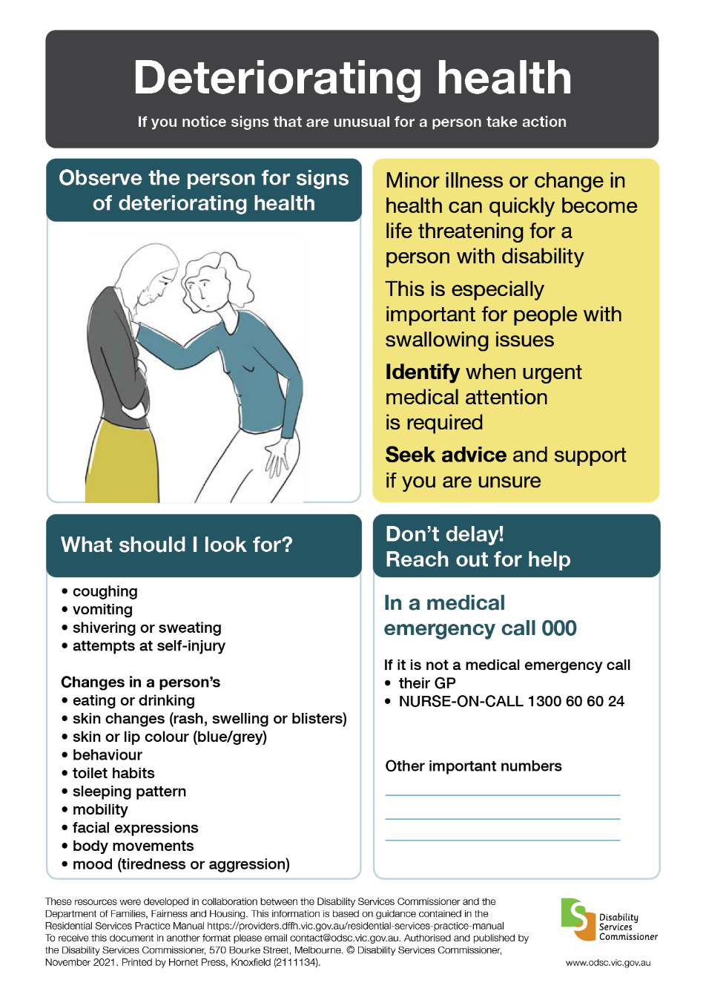 Deteriorating health
If you notice signs that are unusual for a person take action
Observe the person for signs
of deteriorating health
Minor illness or change in
health can quickly become
life threatening for a
person with disability
This is especially
important for people with
swallowing issues
Identify when urgent
medical attention
is required
Seek advice and support
if you are unsure
What should I look for?
• coughing
• vomiting
• shivering or sweating
• attempts at self-injury
Changes in a person's
• eating or drinking
• skin changes (rash, swelling or blisters)
• skin or lip colour (blue/grey)
• behaviour
• toilet habits
• sleeping pattern
• mobility
• facial expressions
• body movements
• mood (tiredness or aggression)
Don't delay!
Reach out for help
In a medical
emergency call 000
If it is not a medical emergency call
• their GP
• NURSE-ON-CALL 1300 60 60 24
Other important numbers
These resources were developed in collaboration between the Disability Services Commissioner and the
Department of Families, Fairness and Housing. This information is based on guidance contained in the
Residential Services Practice Manual https://providers.dffh.vic.gov.au/residential-services-practice-manual
To receive this document in another format please email contact@odsc.vic.gov.au. Authorised and published by
the Disability Services Commissioner, 570 Bourke Street, Melbourne. © Disability Services Commissioner,
November 2021. Printed by Hornet Press, Knoxfield (2111134).
DS
Disability
Services
Commissioner
www.odsc.vic.gov.au